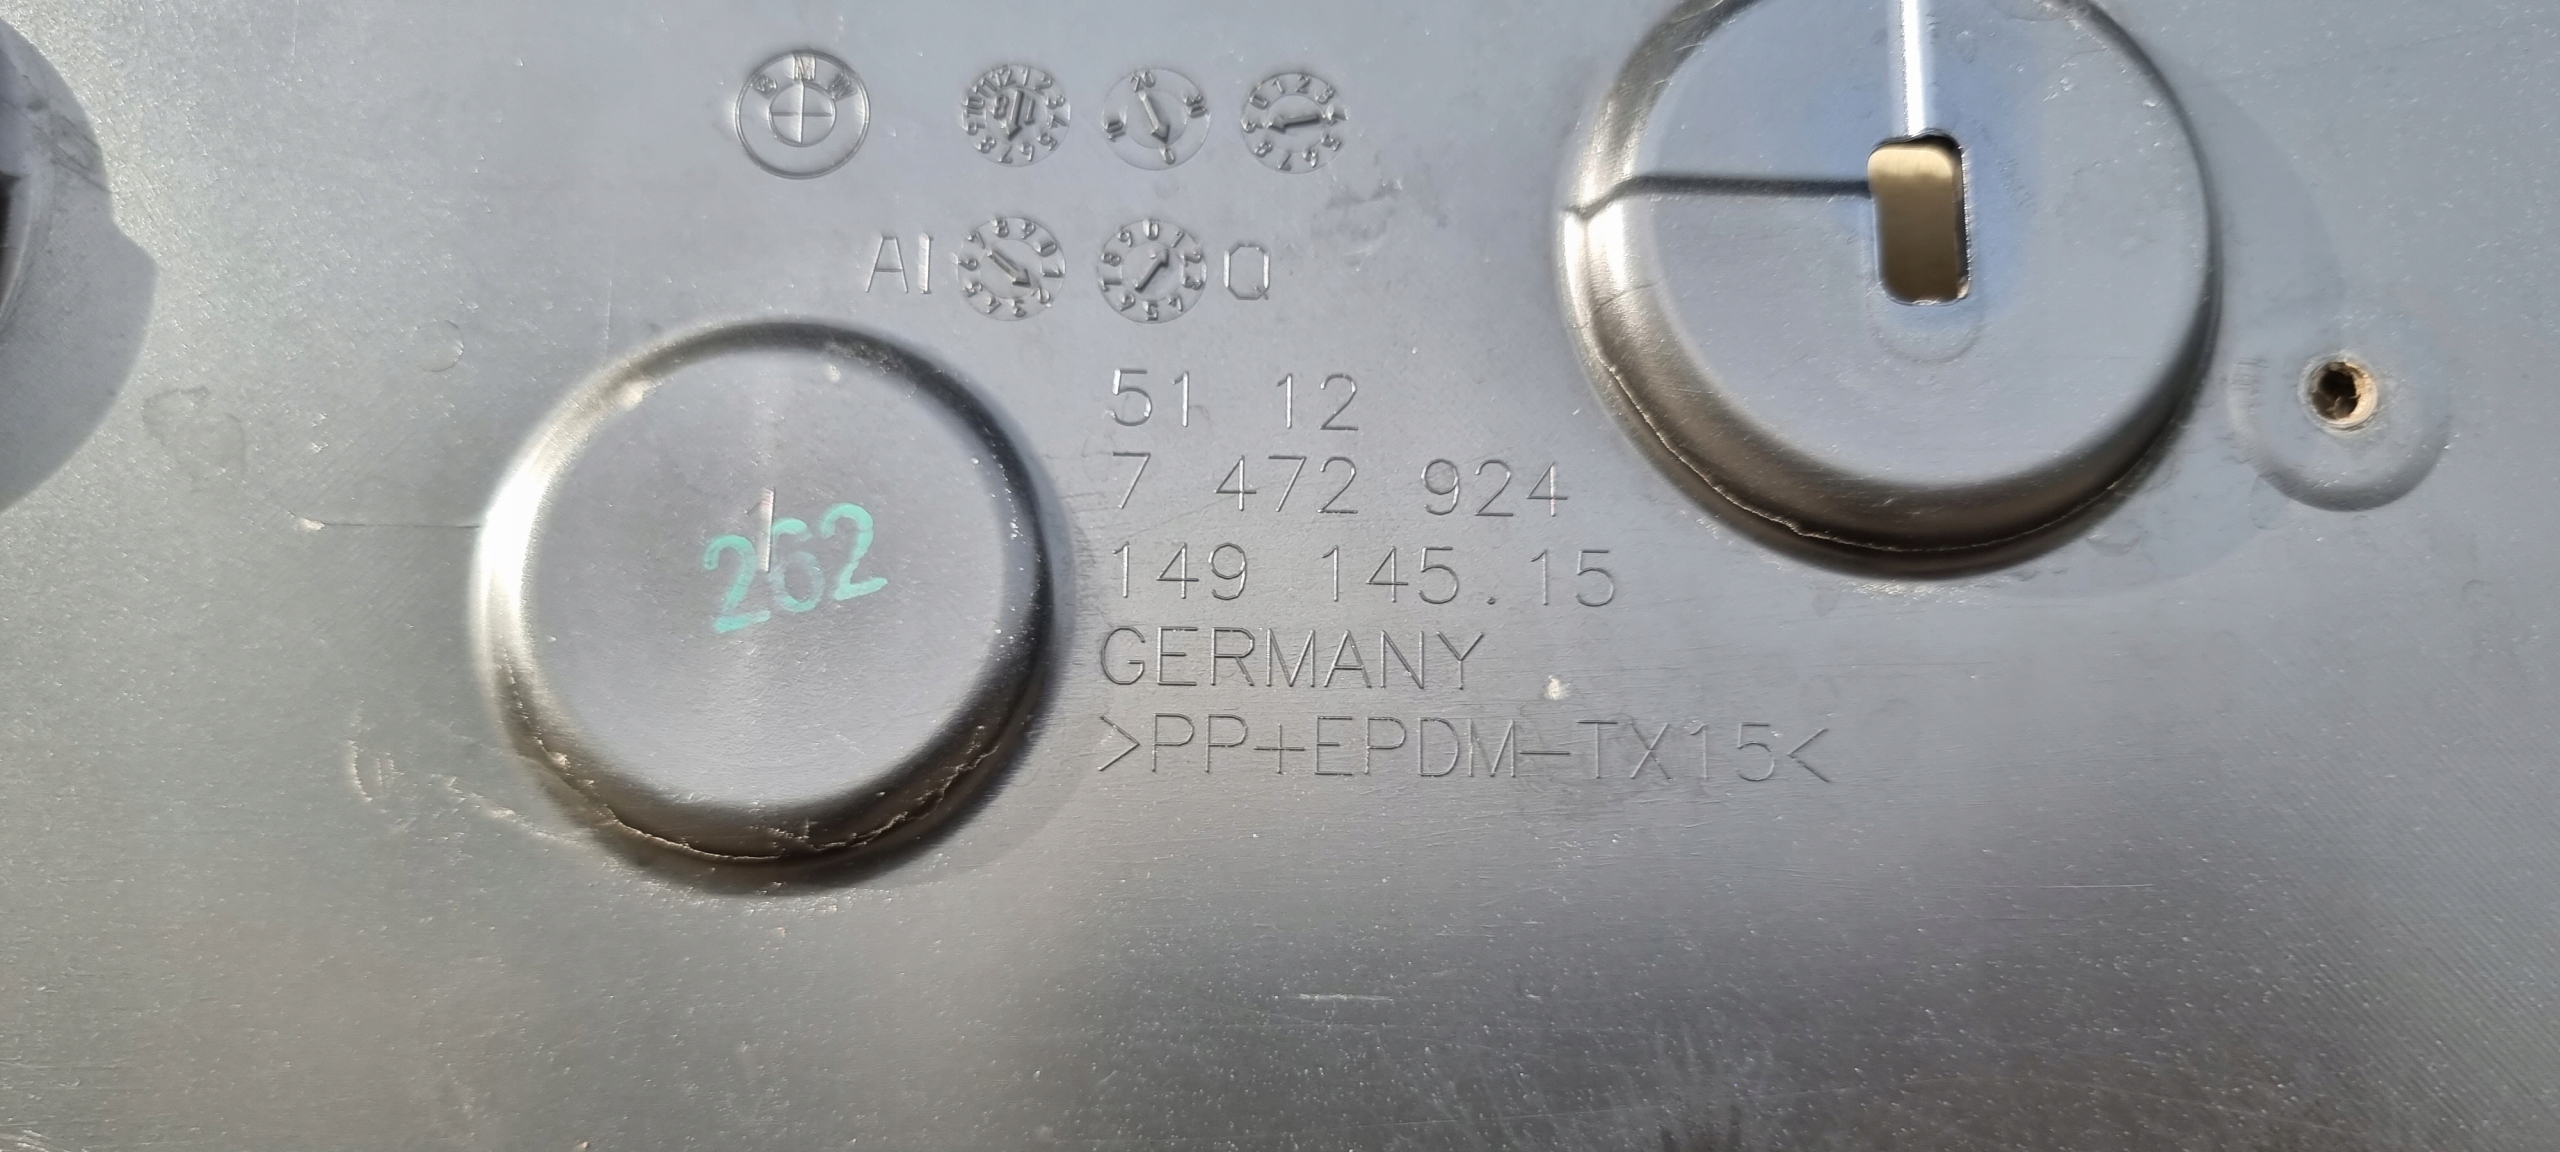 BMW
AI Q
51 12
7 472 924
149 145.15
GERMANY
>PP+EPDM-TX15<
262